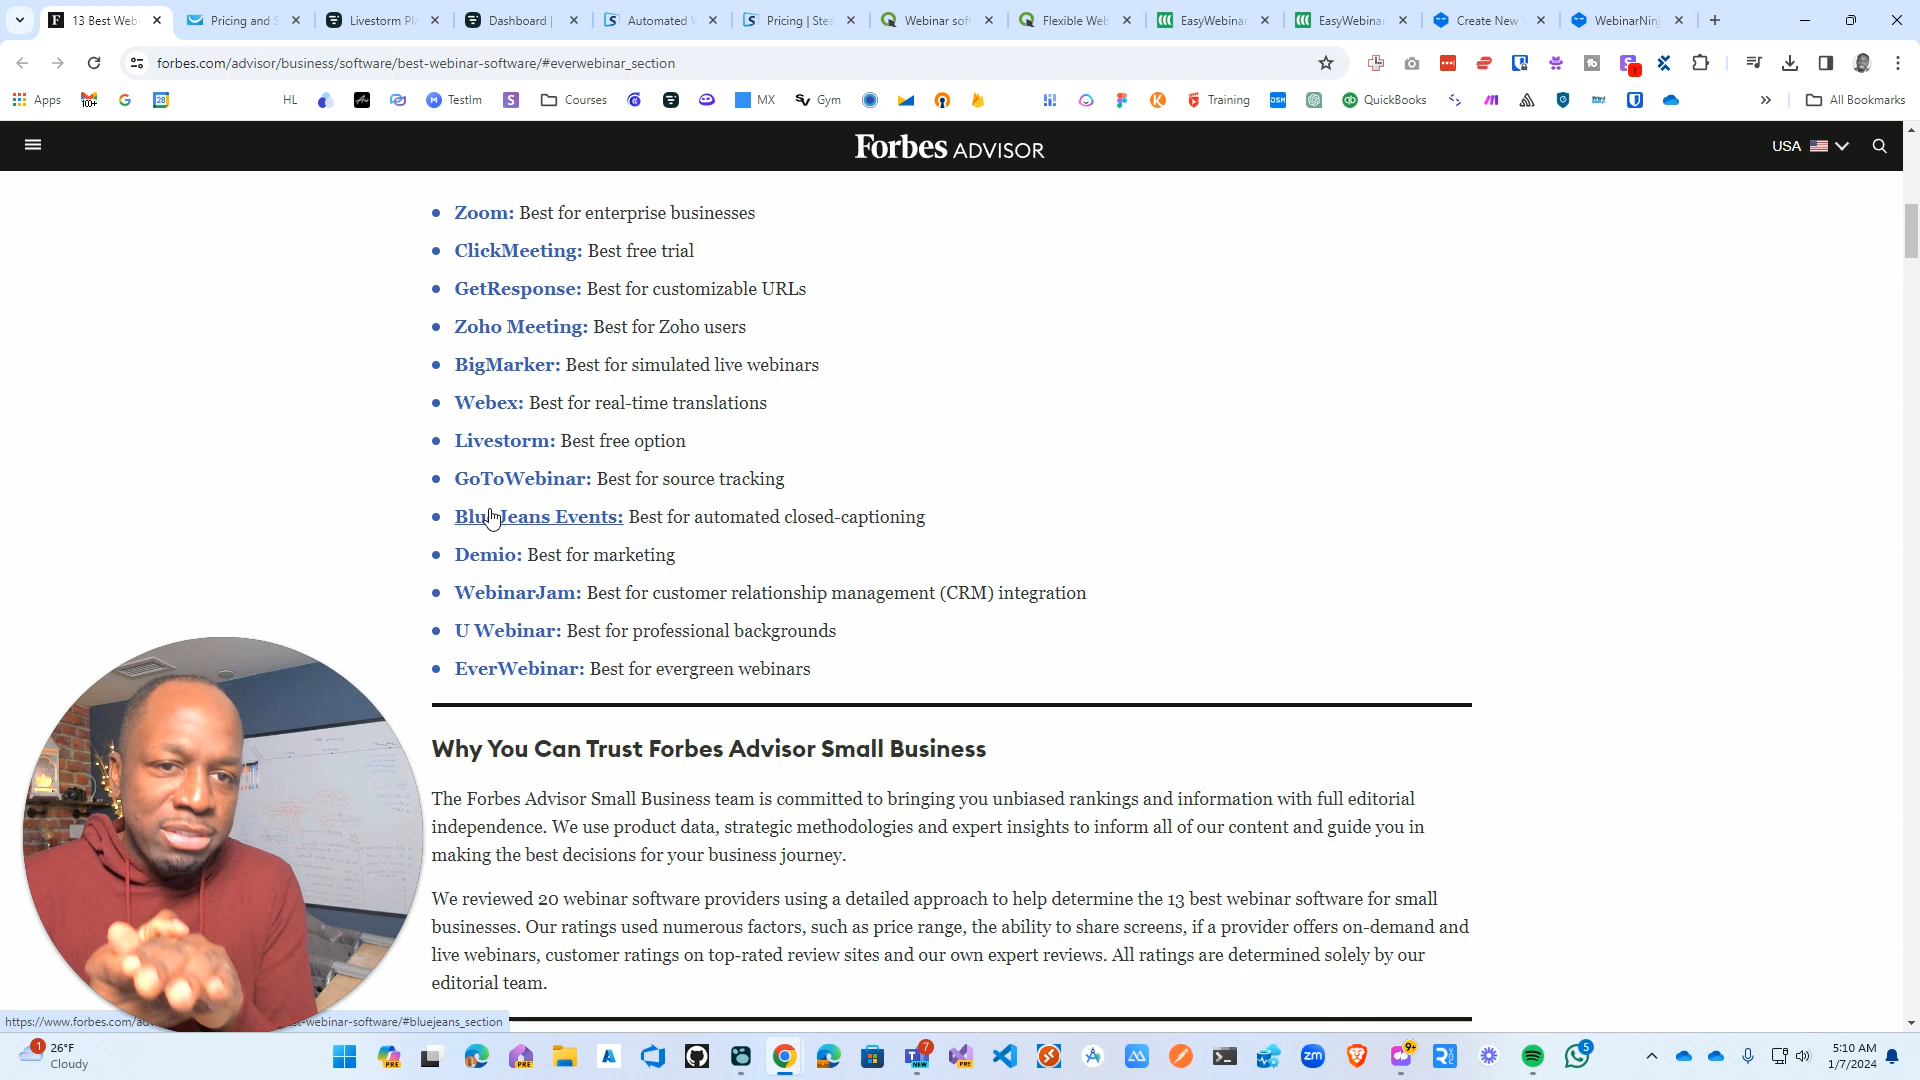 13 Best Web
Pricing and S
Livestorm Pla
Dashboard |
Automated V
Pricing | Stea
Webinar soft
Flexible Web
EasyWebinar
EasyWebinar
Create New
WebinarNinj
forbes.com/advisor/business/software/best-webinar-software/#everwebinar_section
Apps
HL
TestIm
Courses
MX
Gym
Training
QuickBooks
All Bookmarks
Forbes ADVISOR
USA
Zoom: Best for enterprise businesses
ClickMeeting: Best free trial
GetResponse: Best for customizable URLs
Zoho Meeting: Best for Zoho users
BigMarker: Best for simulated live webinars
Webex: Best for real-time translations
Livestorm: Best free option
GoToWebinar: Best for source tracking
BlueJeans Events: Best for automated closed-captioning
Demio: Best for marketing
WebinarJam: Best for customer relationship management (CRM) integration
U Webinar: Best for professional backgrounds
EverWebinar: Best for evergreen webinars
Why You Can Trust Forbes Advisor Small Business
The Forbes Advisor Small Business team is committed to bringing you unbiased rankings and information with full editorial
independence. We use product data, strategic methodologies and expert insights to inform all of our content and guide you in
making the best decisions for your business journey.
We reviewed 20 webinar software providers using a detailed approach to help determine the 13 best webinar software for small
businesses. Our ratings used numerous factors, such as price range, the ability to share screens, if a provider offers on-demand and
live webinars, customer ratings on top-rated review sites and our own expert reviews. All ratings are determined solely by our
editorial team.
https://www.forbes.com/ad
st-webinar-software/#bluejeans_section
1
26°F
Cloudy
PRE
PRE
7
NEW
PRE
zm
9+
5
5:10 AM
1/7/2024